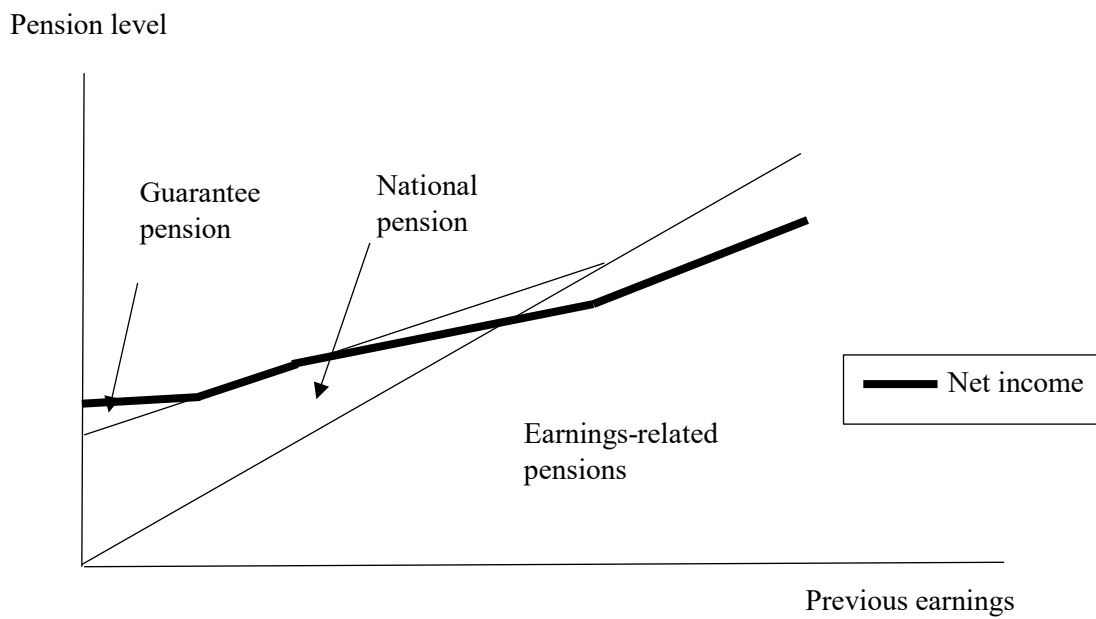 Pension level
Guarantee
pension
National
pension
Net income
Earnings-related
pensions
Previous earnings